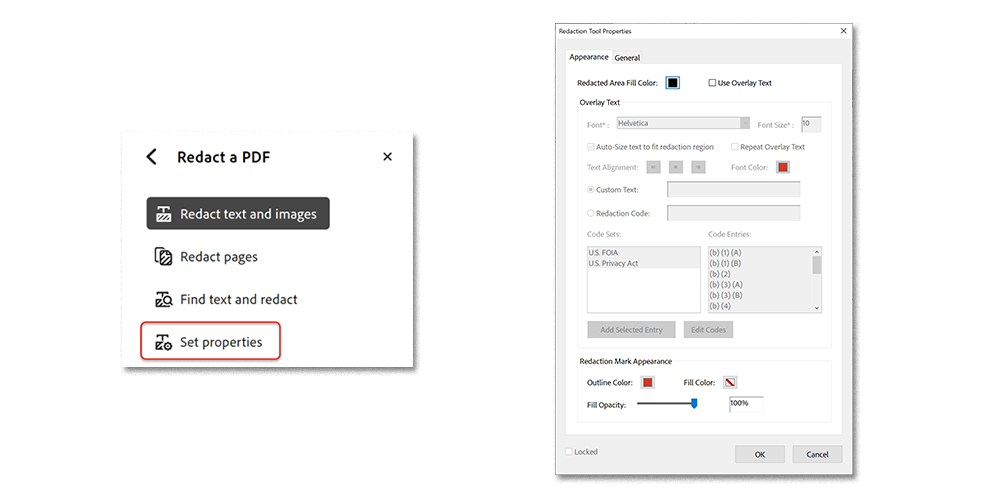 Redact a PDF
Redact text and images
Redact pages
Find text and redact
Set properties
Redaction Tool Properties
Appearance General
Redacted Area Fill Color: Use Overlay Text
Overlay Text
Font* : Helvetica Font Size* : 10
Auto-Size text to fit redaction region Repeat Overlay Text
Text Alignment: Font Color:
Custom Text:
Redaction Code:
Code Sets: Code Entries:
U.S. FOIA (b) (1) (A)
U.S. Privacy Act (b) (1) (B)
(b) (2)
(b) (3) (A)
(b) (3) (B)
(b) (4)
Add Selected Entry Edit Codes
Redaction Mark Appearance
Outline Color: Fill Color:
Fill Opacity: 100%
Locked OK Cancel